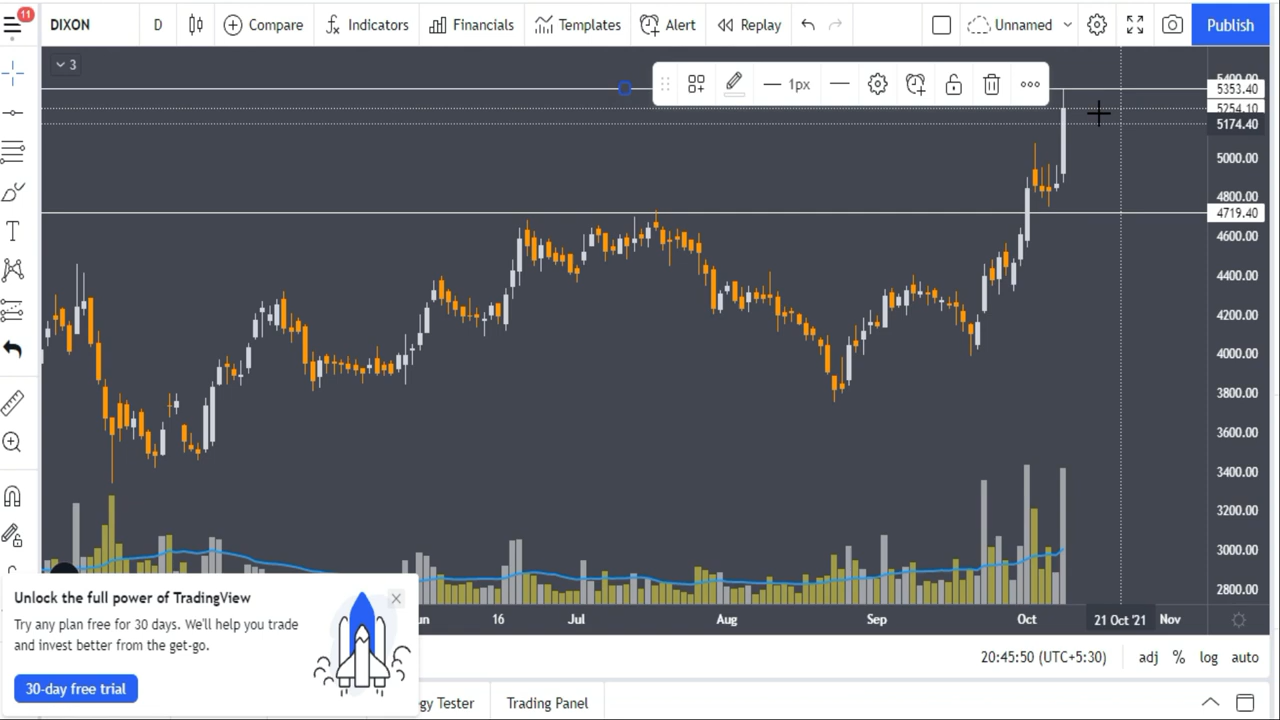 11
DIXON
D
Compare
Indicators
Financials
Templates
Alert
Replay
Unnamed
Publish
3
1px
5353.40
5254.10
5174.40
5000.00
4800.00
4719.40
4600.00
4400.00
4200.00
4000.00
3800.00
3600.00
3400.00
3200.00
3000.00
2800.00
16
Jul
Aug
Sep
Oct
21 Oct '21
Nov
20:45:50 (UTC+5:30)
adj
%
log
auto
Unlock the full power of TradingView
Try any plan free for 30 days. We'll help you trade
and invest better from the get-go.
30-day free trial
Tester
Trading Panel